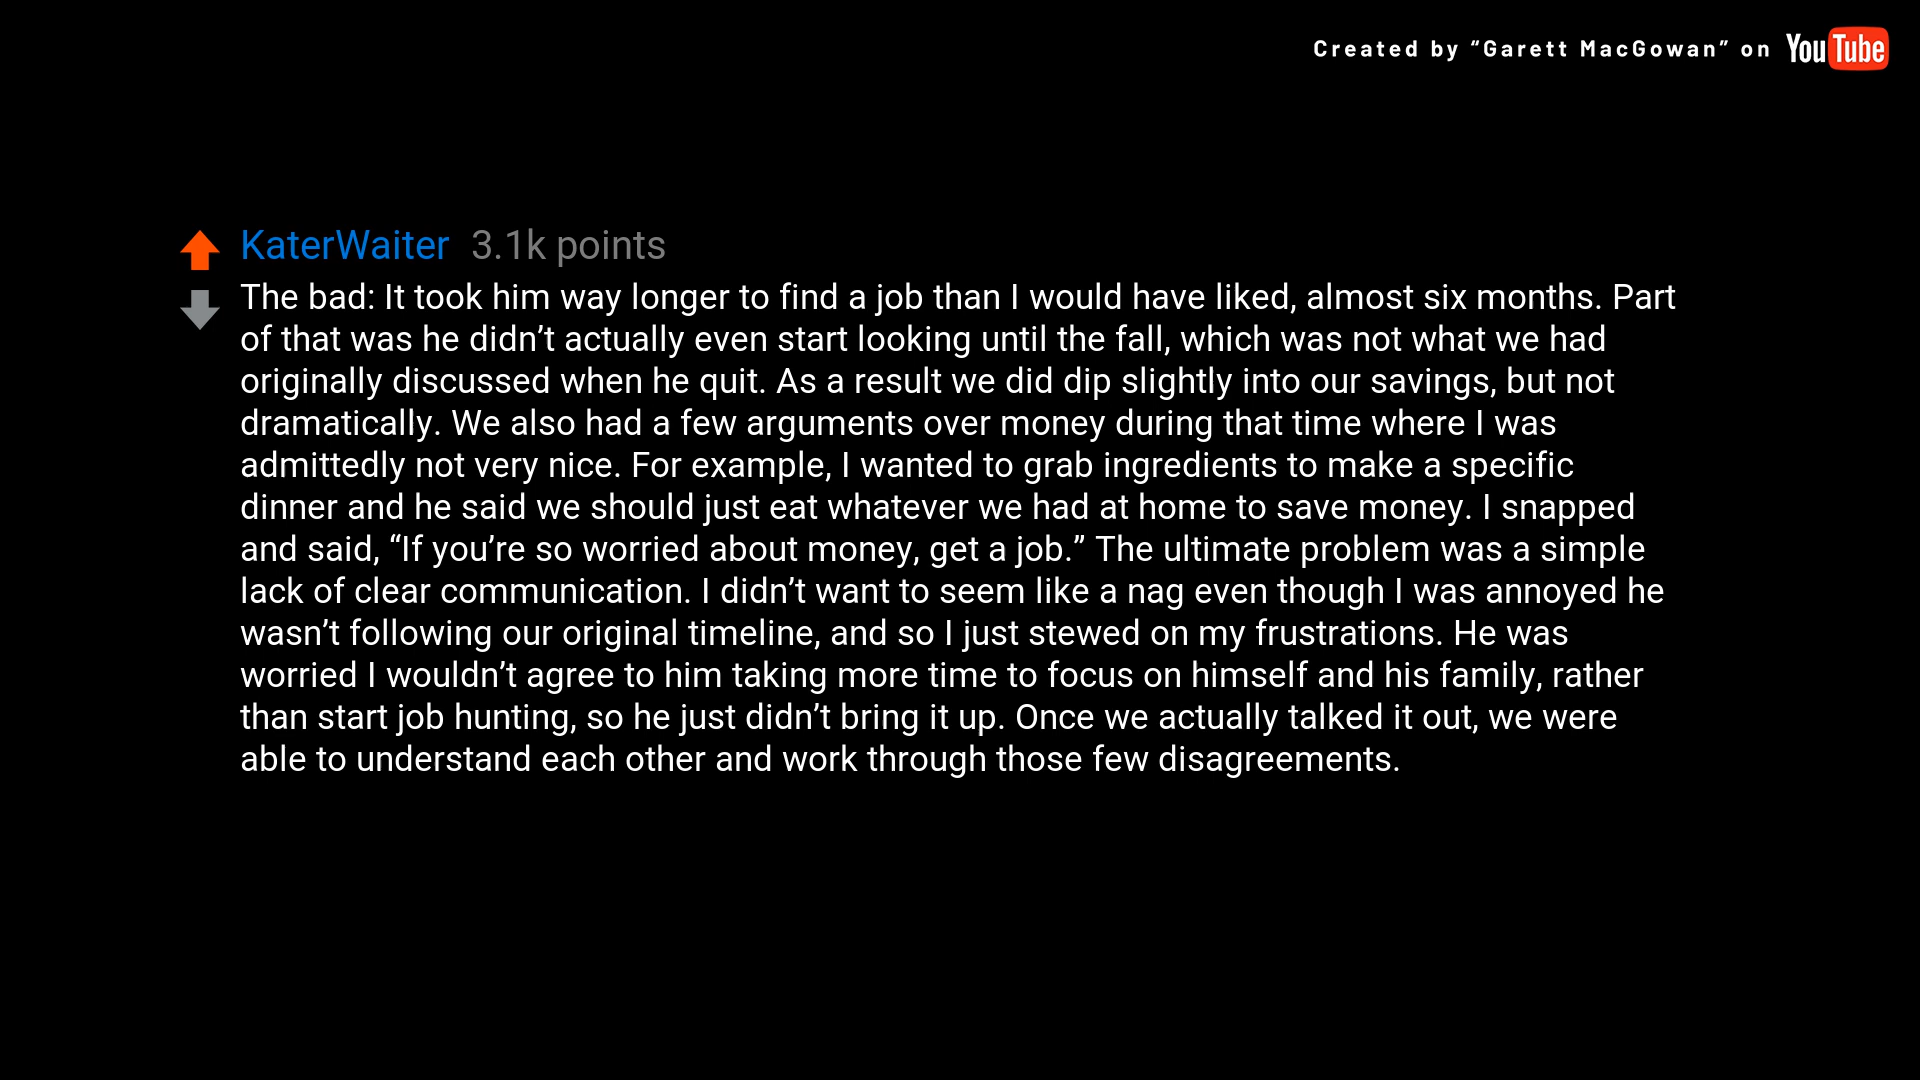 Created by “Garett MacGowan” on YouTube
KaterWaiter 3.1k points
The bad: It took him way longer to find a job than I would have liked, almost six months. Part
of that was he didn’t actually even start looking until the fall, which was not what we had
originally discussed when he quit. As a result we did dip slightly into our savings, but not
dramatically. We also had a few arguments over money during that time where I was
admittedly not very nice. For example, I wanted to grab ingredients to make a specific
dinner and he said we should just eat whatever we had at home to save money. I snapped
and said, “If you’re so worried about money, get a job.” The ultimate problem was a simple
lack of clear communication. I didn’t want to seem like a nag even though I was annoyed he
wasn’t following our original timeline, and so I just stewed on my frustrations. He was
worried I wouldn’t agree to him taking more time to focus on himself and his family, rather
than start job hunting, so he just didn’t bring it up. Once we actually talked it out, we were
able to understand each other and work through those few disagreements.